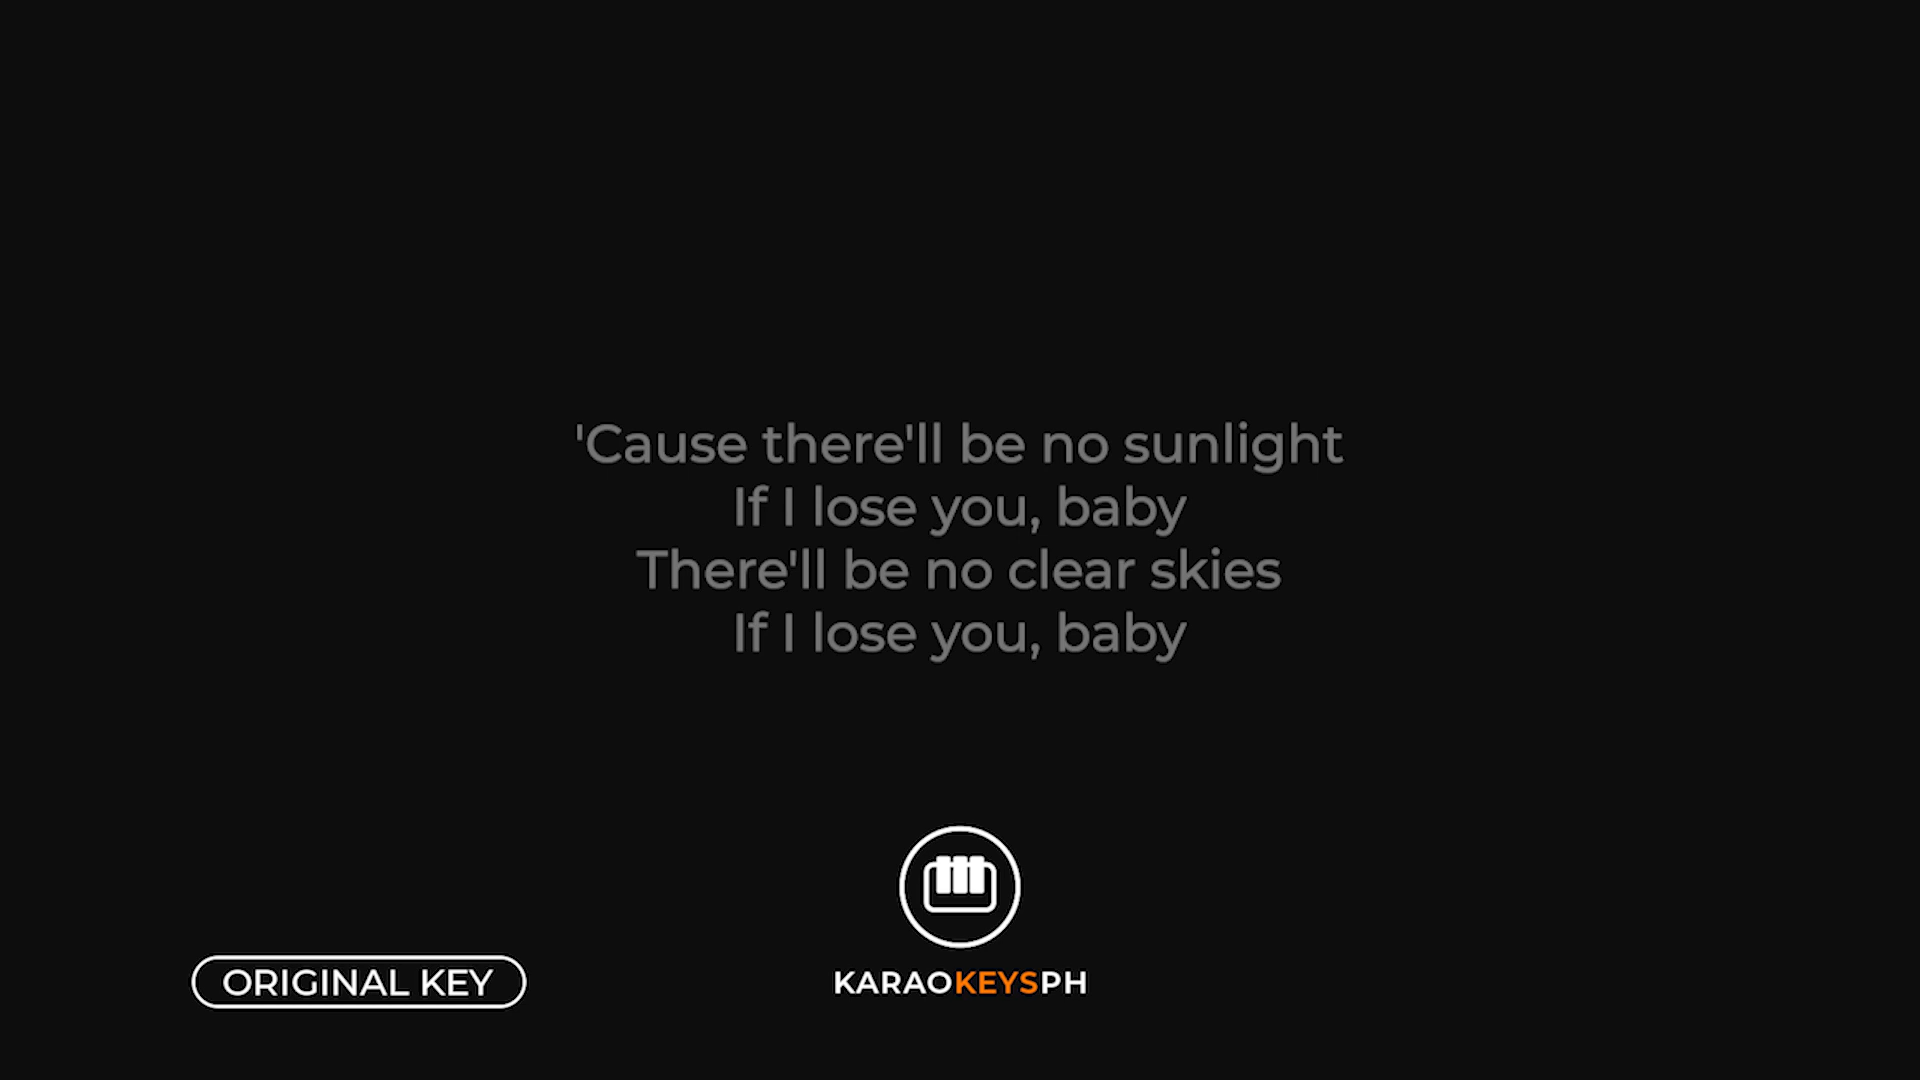 'Cause there'll be no sunlight
If I lose you, baby
There'll be no clear skies
If I lose you, baby
ORIGINAL KEY
KARAOKEYSPH